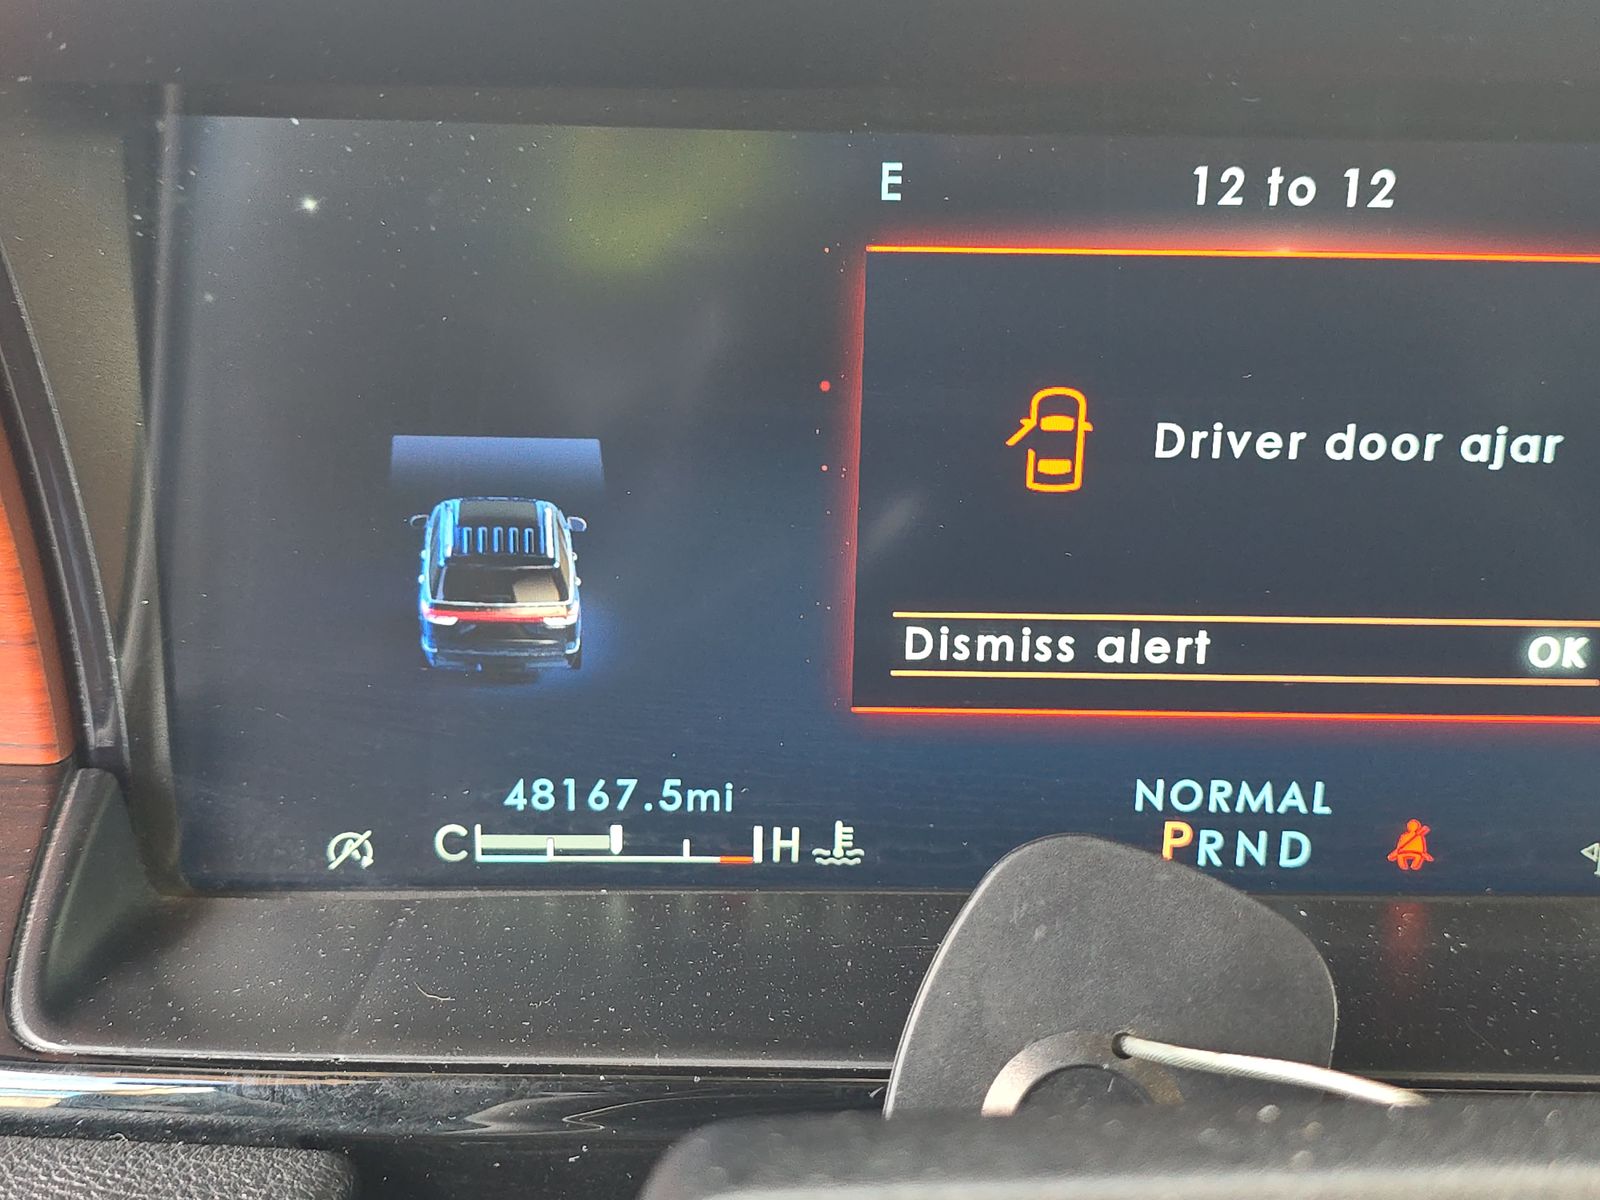 E
12 to 12
Driver door ajar
Dismiss alert OK
48167.5mi
NORMAL
C H
PRND